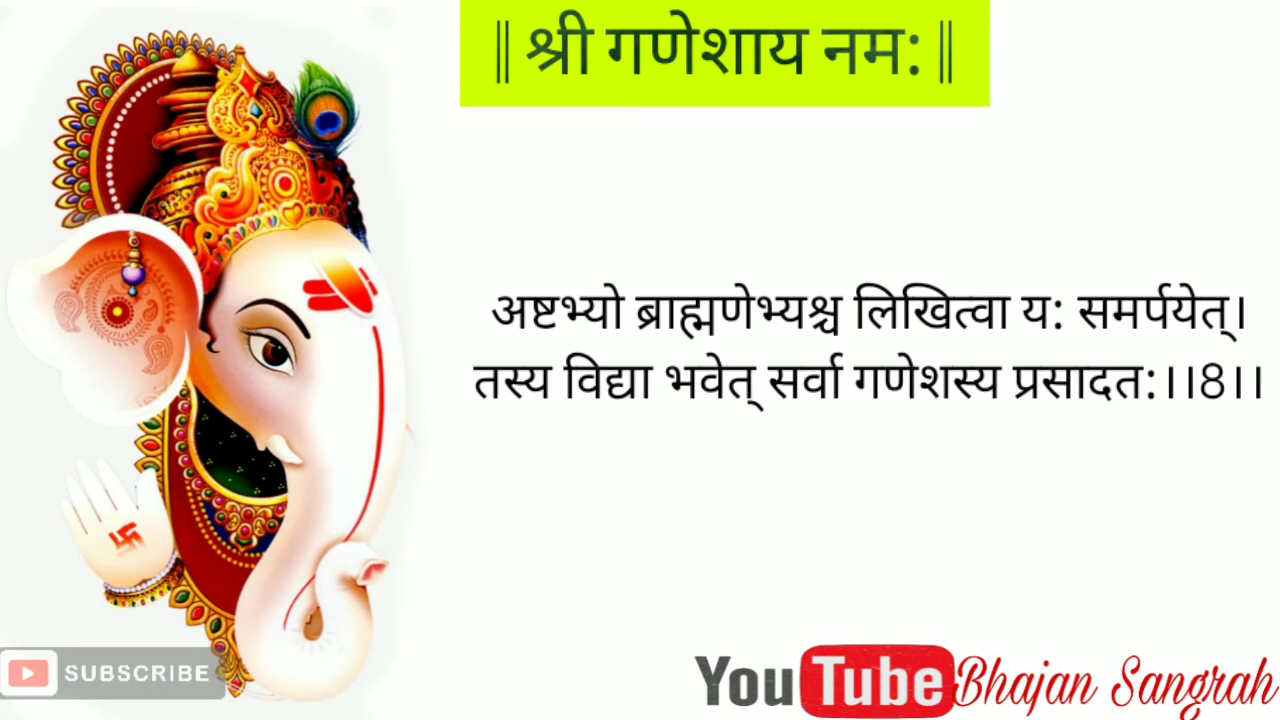 || श्री गणेशाय नम: ||
अष्टभ्यो ब्राह्मणेभ्यश्च लिखित्वा य: समर्पयेत्।
तस्य विद्या भवेत् सर्वा गणेशस्य प्रसादत:।।8।।
SUBSCRIBE
YouTube Bhajan Sangrah